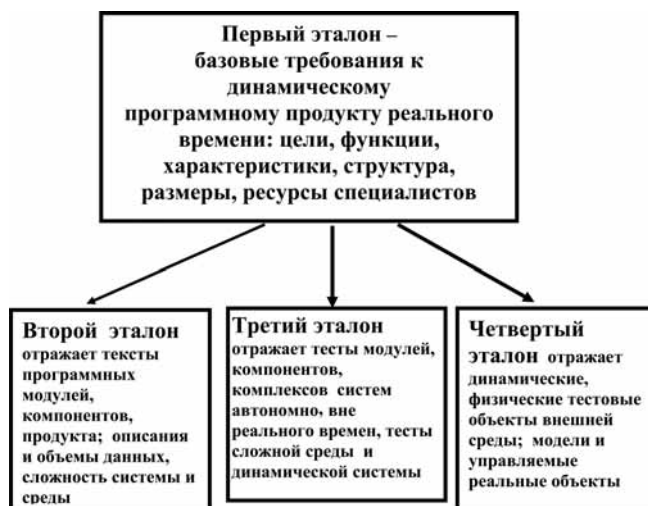 Первый эталон –
базовые требования к
динамическому
программному продукту реального
времени: цели, функции,
характеристики, структура,
размеры, ресурсы специалистов
Второй эталон
отражает тексты
программных
модулей,
компонентов,
продукта; описания
и объемы данных,
сложность системы и
среды
Третий эталон
отражает тесты модулей,
компонентов,
комплексов систем
автономно, вне
реального времен, тесты
сложной среды и
динамической системы
Четвертый
эталон отражает
динамические,
физические тестовые
объекты внешней
среды; модели и
управляемые
реальные объекты